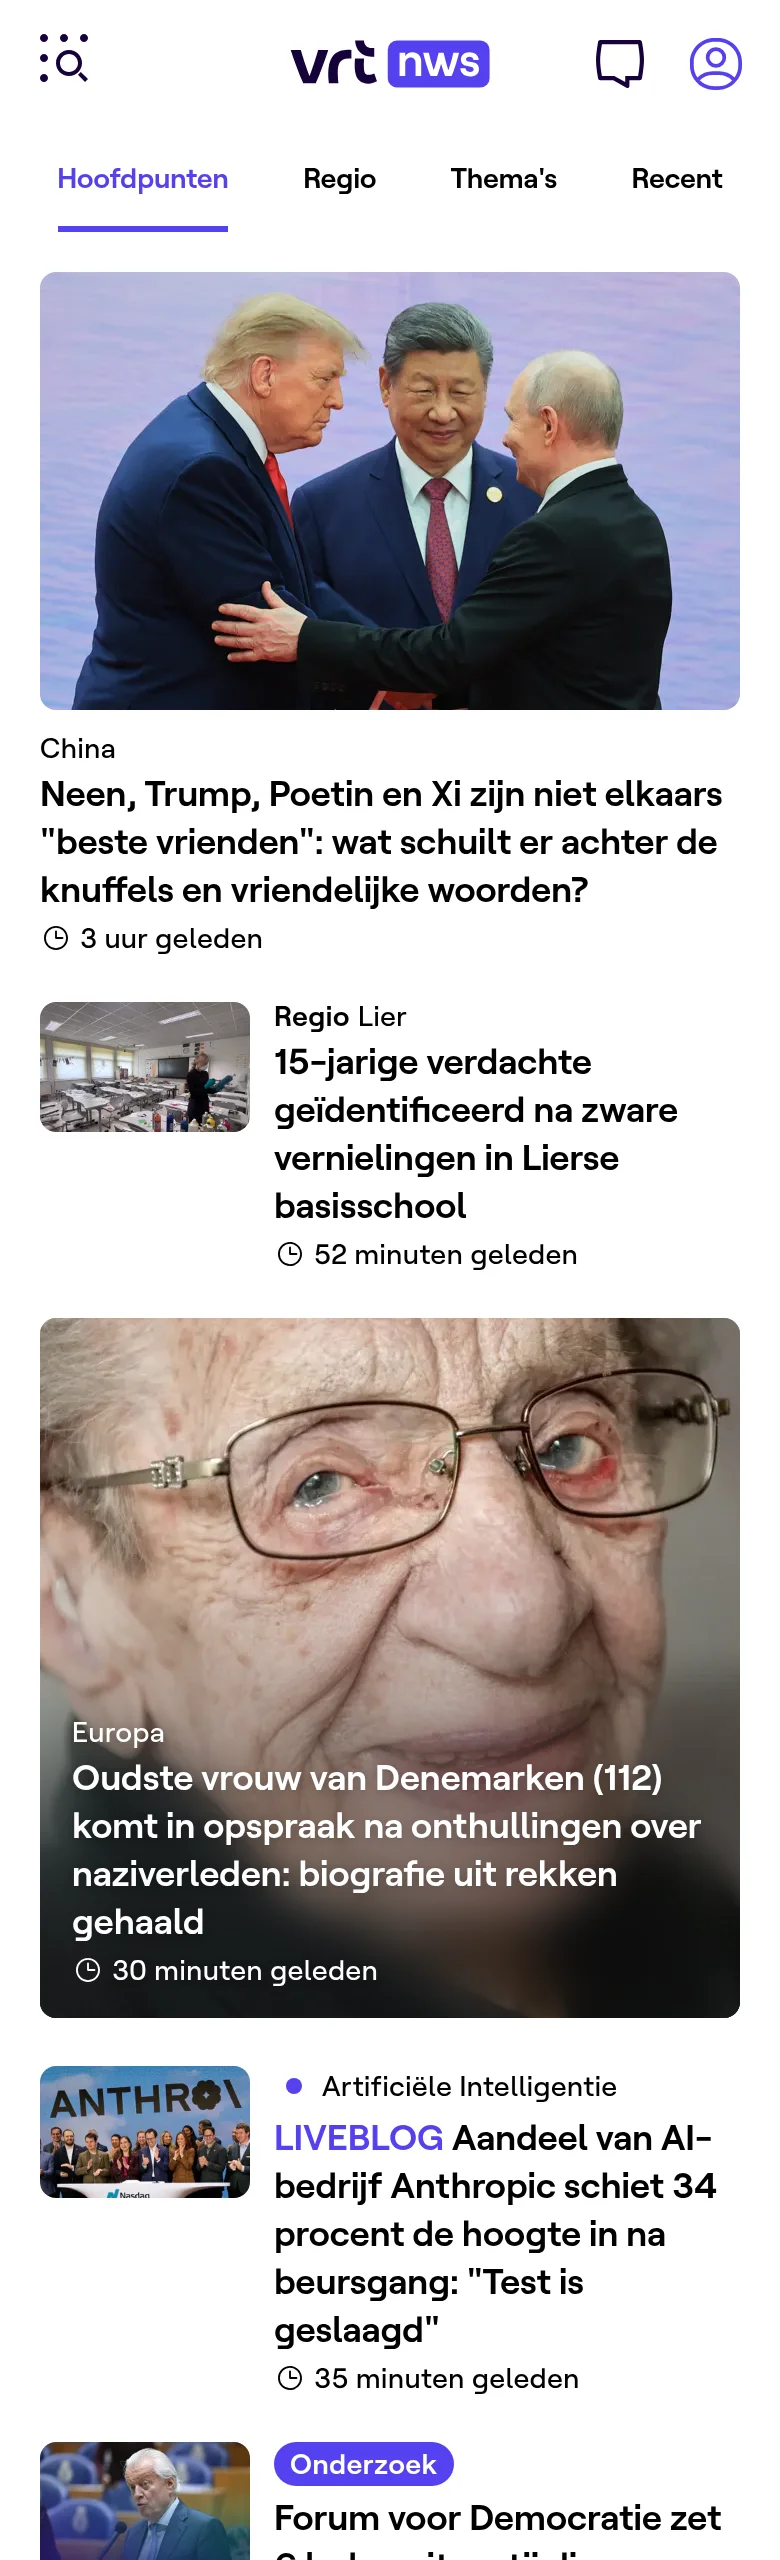 vrt nws
Hoofdpunten Regio Thema's Recent
China
Neen, Trump, Poetin en Xi zijn niet elkaars
"beste vrienden": wat schuilt er achter de
knuffels en vriendelijke woorden?
3 uur geleden
Regio Lier
15-jarige verdachte
geïdentificeerd na zware
vernielingen in Lierse
basisschool
52 minuten geleden
Europa
Oudste vrouw van Denemarken (112)
komt in opspraak na onthullingen over
naziverleden: biografie uit rekken
gehaald
30 minuten geleden
ANTHROP\
Nasdaq
Artificiële Intelligentie
LIVEBLOG Aandeel van AI-
bedrijf Anthropic schiet 34
procent de hoogte in na
beursgang: "Test is
geslaagd"
35 minuten geleden
Onderzoek
Forum voor Democratie zet